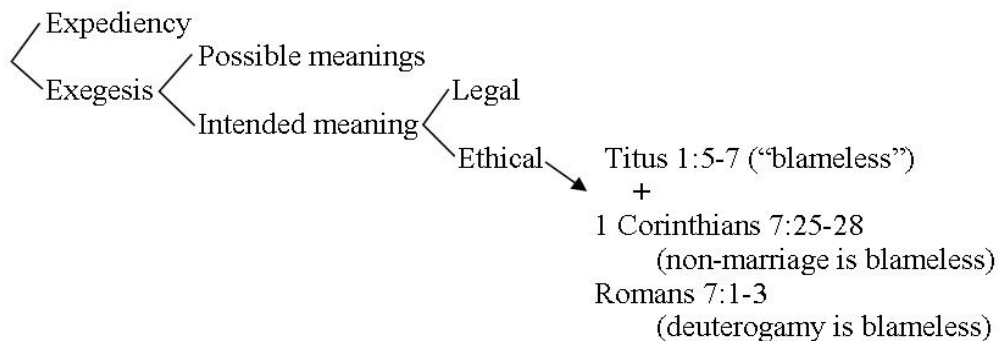 Expediency
Possible meanings
Exegesis
Legal
Intended meaning
Ethical
Titus 1:5-7 (“blameless”)
+
1 Corinthians 7:25-28
(non-marriage is blameless)
Romans 7:1-3
(deuterogamy is blameless)